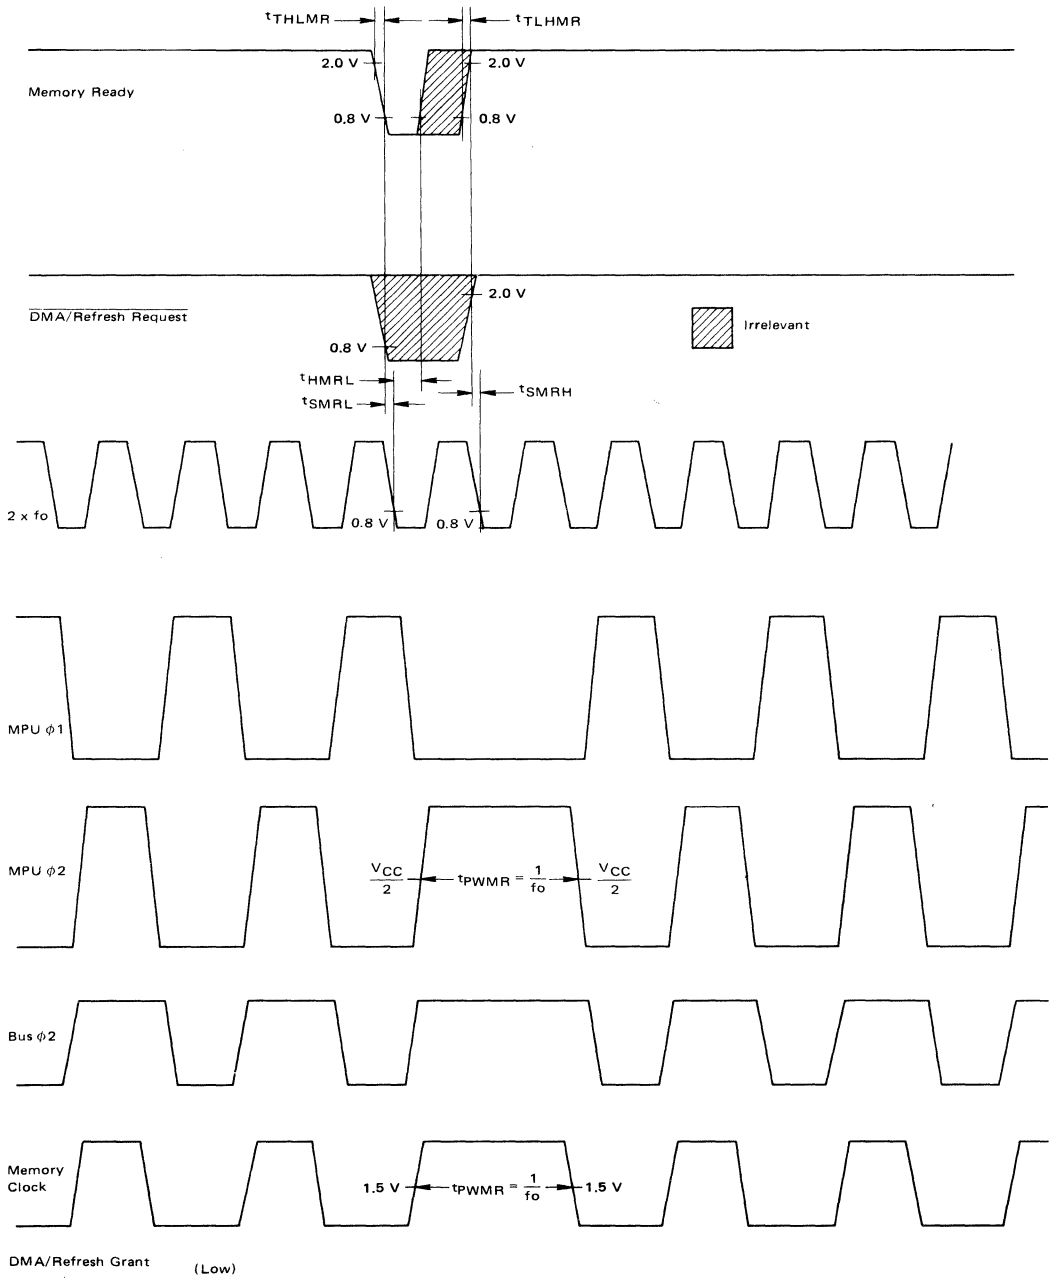 tTHLMR
tTLHMR
2.0 V
2.0 V
Memory Ready
0.8 V
0.8 V
2.0 V
DMA/Refresh Request
Irrelevant
0.8 V
tHMRL
tSMRH
tSMRL
2 x fo
0.8 V
0.8 V
MPU ϕ1
MPU ϕ2
VCC
2
tPWMR = 1
fo
VCC
2
Bus ϕ2
Memory
Clock
1.5 V
tPWMR = 1
fo
1.5 V
DMA/Refresh Grant
(Low)